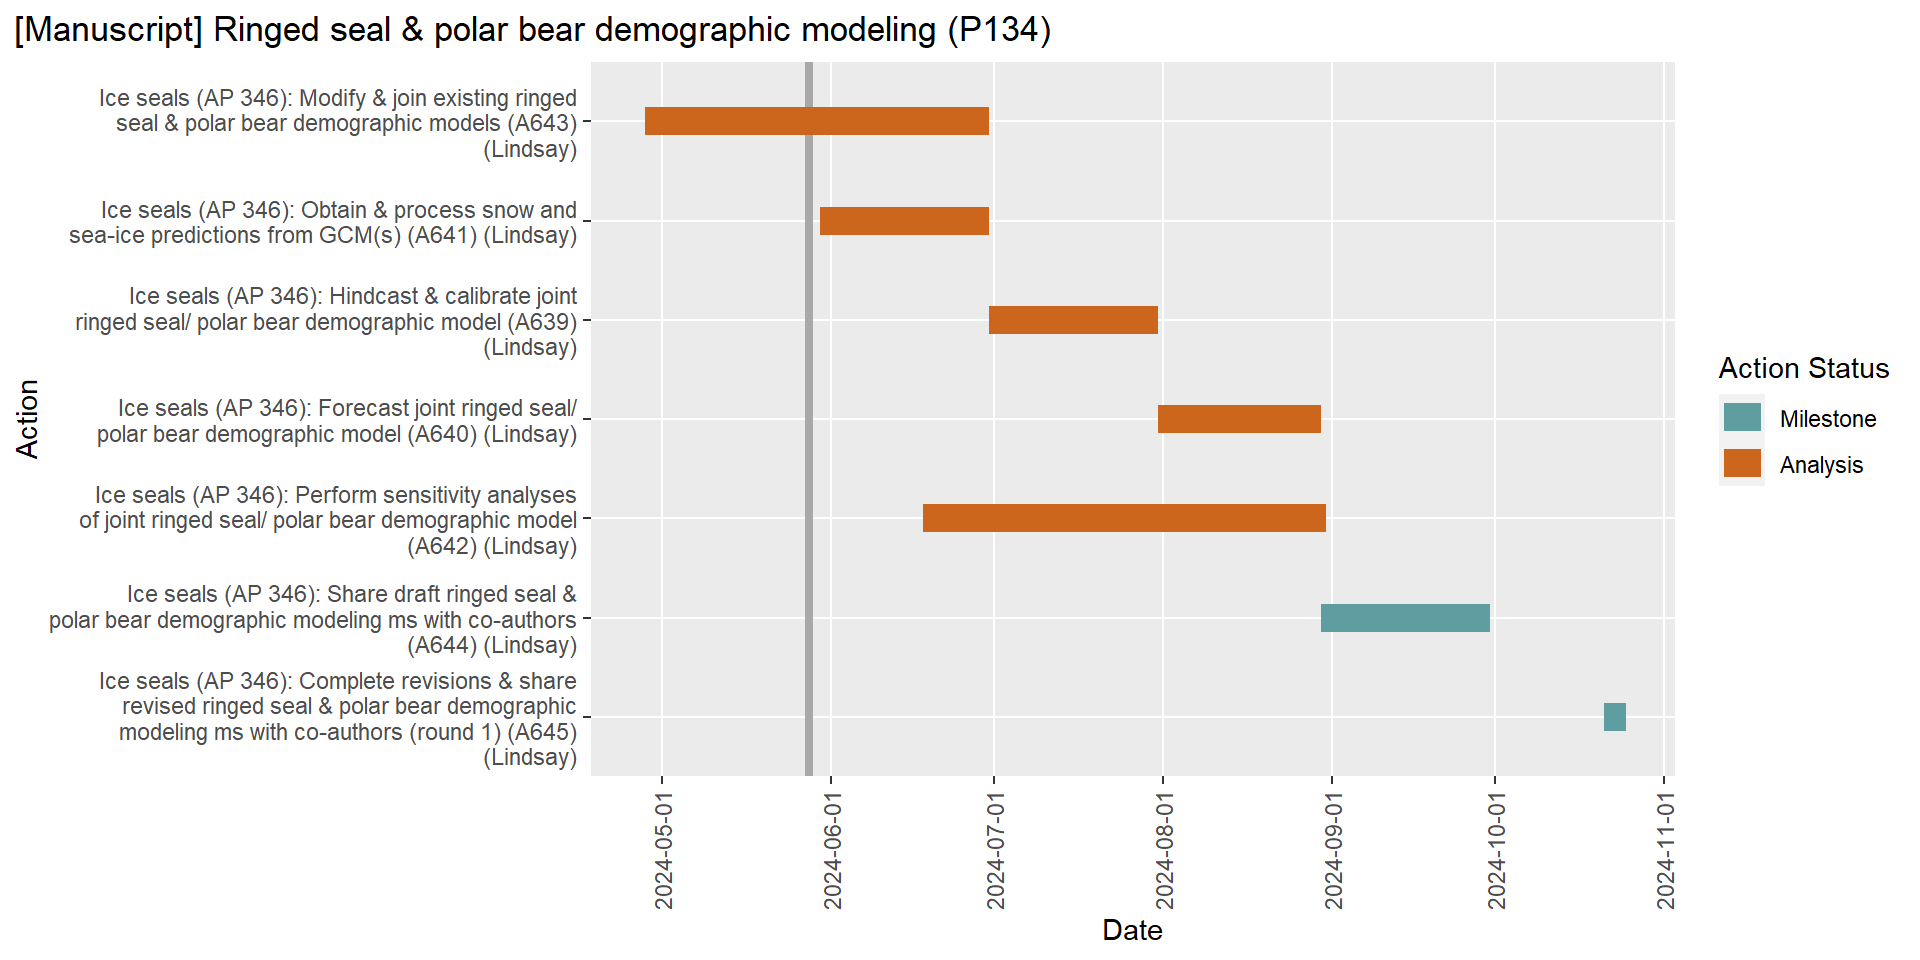 [Manuscript] Ringed seal & polar bear demographic modeling (P134)
Ice seals (AP 346): Modify & join existing ringed
seal & polar bear demographic models (A643)
(Lindsay)
Ice seals (AP 346): Obtain & process snow and
sea-ice predictions from GCM(s) (A641) (Lindsay)
Ice seals (AP 346): Hindcast & calibrate joint
ringed seal/ polar bear demographic model (A639)
(Lindsay)
Ice seals (AP 346): Forecast joint ringed seal/
polar bear demographic model (A640) (Lindsay)
Ice seals (AP 346): Perform sensitivity analyses
of joint ringed seal/ polar bear demographic model
(A642) (Lindsay)
Ice seals (AP 346): Share draft ringed seal &
polar bear demographic modeling ms with co-authors
(A644) (Lindsay)
Ice seals (AP 346): Complete revisions & share
revised ringed seal & polar bear demographic
modeling ms with co-authors (round 1) (A645)
(Lindsay)
Action
2024-05-01
2024-06-01
2024-07-01
2024-08-01
2024-09-01
2024-10-01
2024-11-01
Date
Action Status
Milestone
Analysis